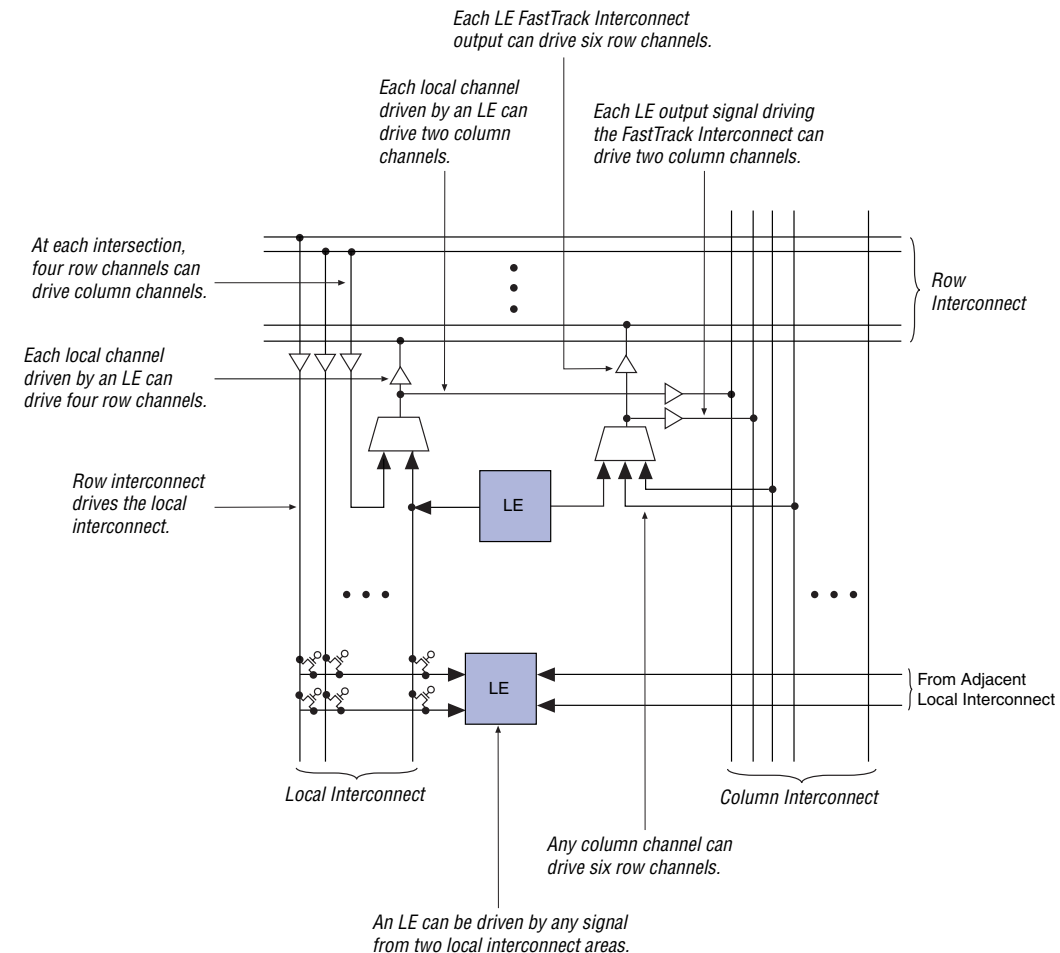 Each LE FastTrack Interconnect
output can drive six row channels.
Each local channel
driven by an LE can
drive two column
channels.
Each LE output signal driving
the FastTrack Interconnect can
drive two column channels.
At each intersection,
four row channels can
drive column channels.
Row
Interconnect
Each local channel
driven by an LE can
drive four row channels.
Row interconnect
drives the local
interconnect.
LE
LE
From Adjacent
Local Interconnect
Local Interconnect
Column Interconnect
Any column channel can
drive six row channels.
An LE can be driven by any signal
from two local interconnect areas.